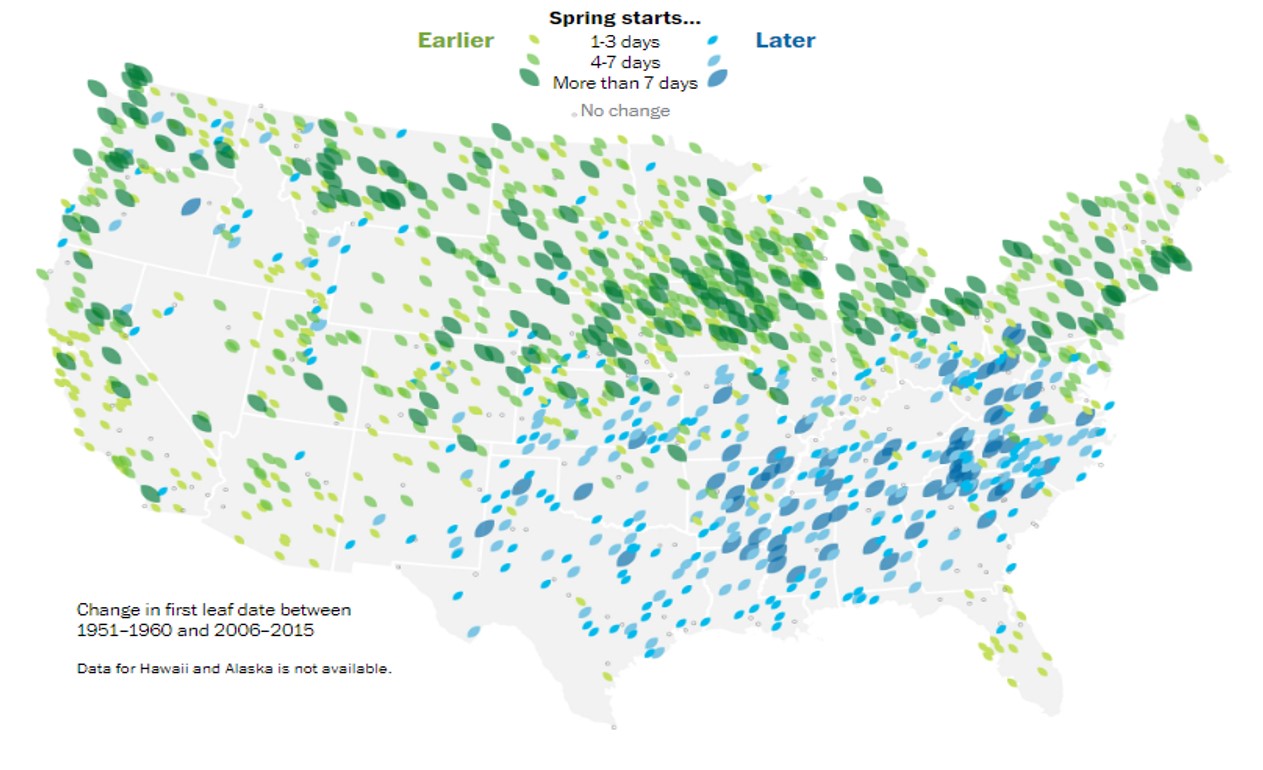 Spring starts...
Earlier 1-3 days Later
4-7 days
More than 7 days
No change
Change in first leaf date between
1951–1960 and 2006–2015
Data for Hawaii and Alaska is not available.